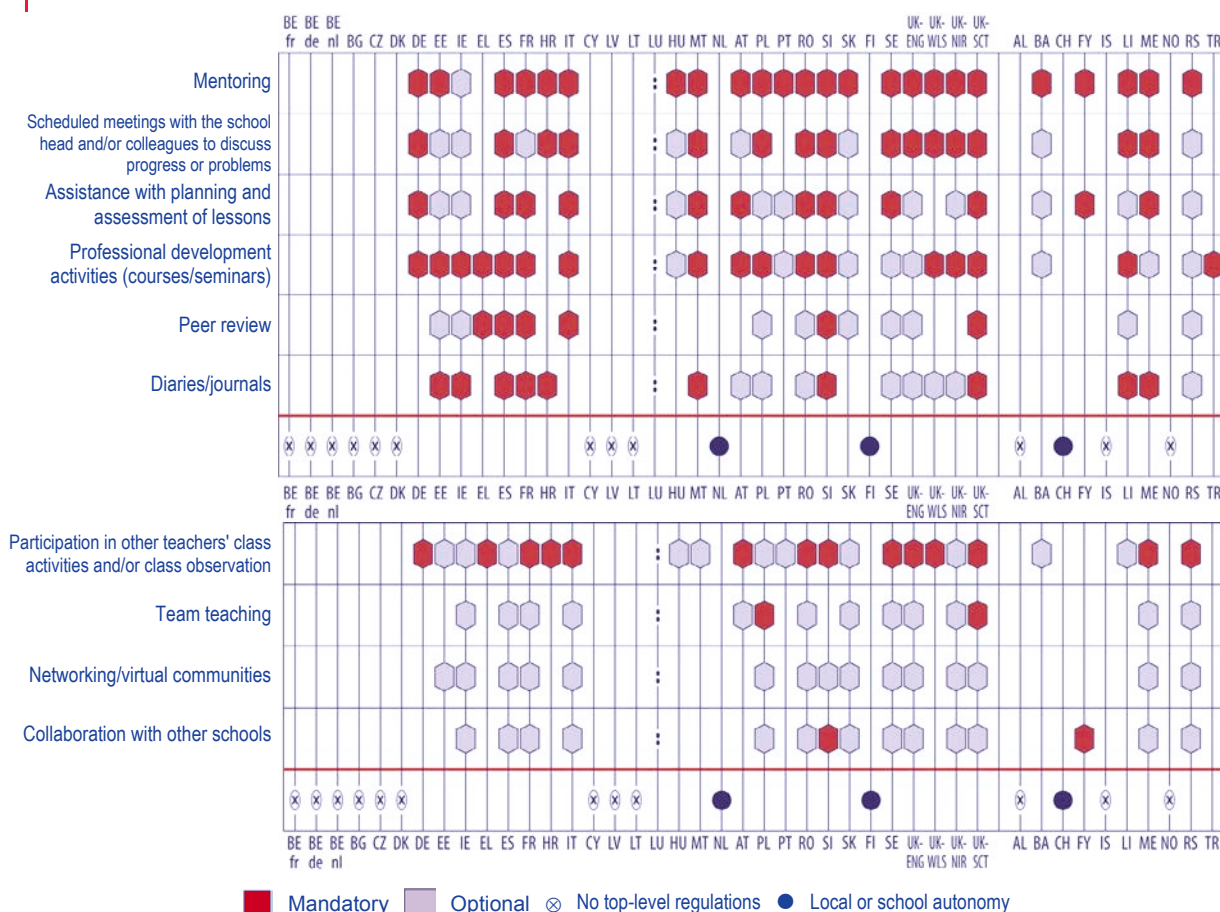 BE BE BE UK- UK- UK- UK-
fr de nl BG CZ DK DE EE IE EL ES FR HR IT CY LV LT LU HU MT NL AT PL PT RO SI SK FI SE ENG WLS NIR SCT AL BA CH FY IS LI ME NO RS TR
Mentoring
Scheduled meetings with the school
head and/or colleagues to discuss
progress or problems
Assistance with planning and
assessment of lessons
Professional development
activities (courses/seminars)
Peer review
Diaries/journals
BE BE BE BG CZ DK DE EE IE EL ES FR HR IT CY LV LT LU HU MT NL AT PL PT RO SI SK FI SE UK- UK- UK- UK- AL BA CH FY IS LI ME NO RS TR
fr de nl ENG WLS NIR SCT
Participation in other teachers' class
activities and/or class observation
Team teaching
Networking/virtual communities
Collaboration with other schools
BE BE BE BG CZ DK DE EE IE EL ES FR HR IT CY LV LT LU HU MT NL AT PL PT RO SI SK FI SE UK- UK- UK- UK- AL BA CH FY IS LI ME NO RS TR
fr de nl ENG WLS NIR SCT
Mandatory Optional ⊗ No top-level regulations ● Local or school autonomy